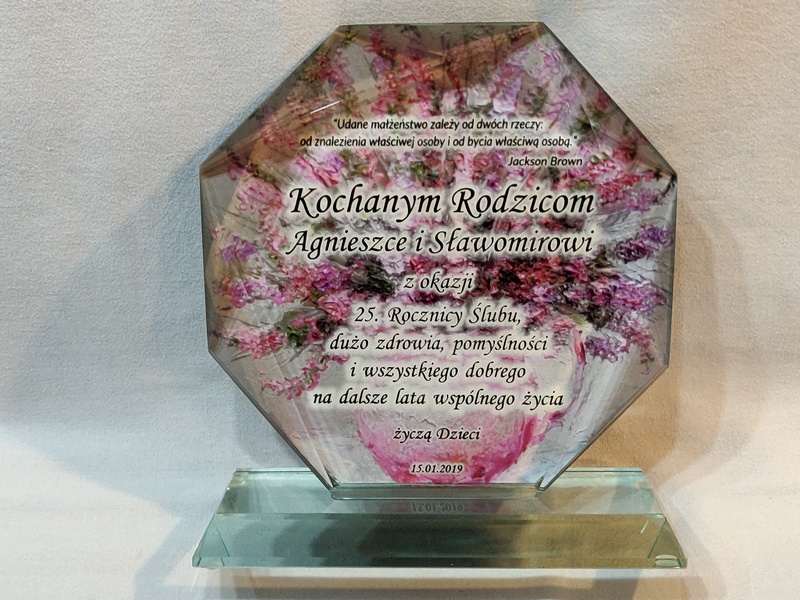 "Udane małżeństwo zależy od dwóch rzeczy:
od znalezienia właściwej osoby i od bycia właściwą osobą."
Jackson Brown
Kochanym Rodzicom
Agnieszce i Sławomirowi
z okazji
25. Rocznicy Ślubu,
dużo zdrowia, pomyślności
i wszystkiego dobrego
na dalsze lata wspólnego życia
życzą Dzieci
15.01.2019